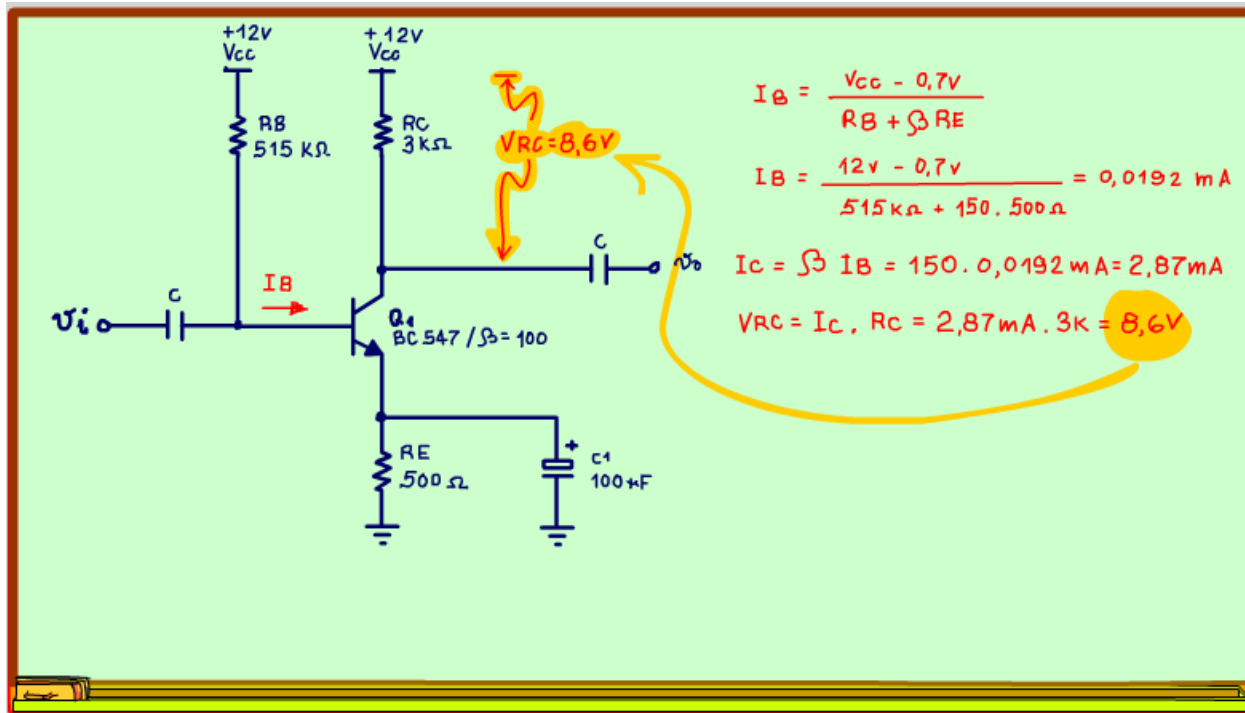 +12V
Vcc
+12V
Vcc
RB
515 KΩ
RC
3KΩ
VRC=8,6V
C
vo
IB
C
vi
Q1
BC547/β=100
RE
500 Ω
+
C1
100µF
IB = Vcc - 0,7V / RB + β RE
IB = 12V - 0,7V / 515KΩ + 150.500Ω = 0,0192 mA
Ic = β IB = 150. 0,0192 mA = 2,87mA
VRC = Ic . Rc = 2,87mA. 3K = 8,6V